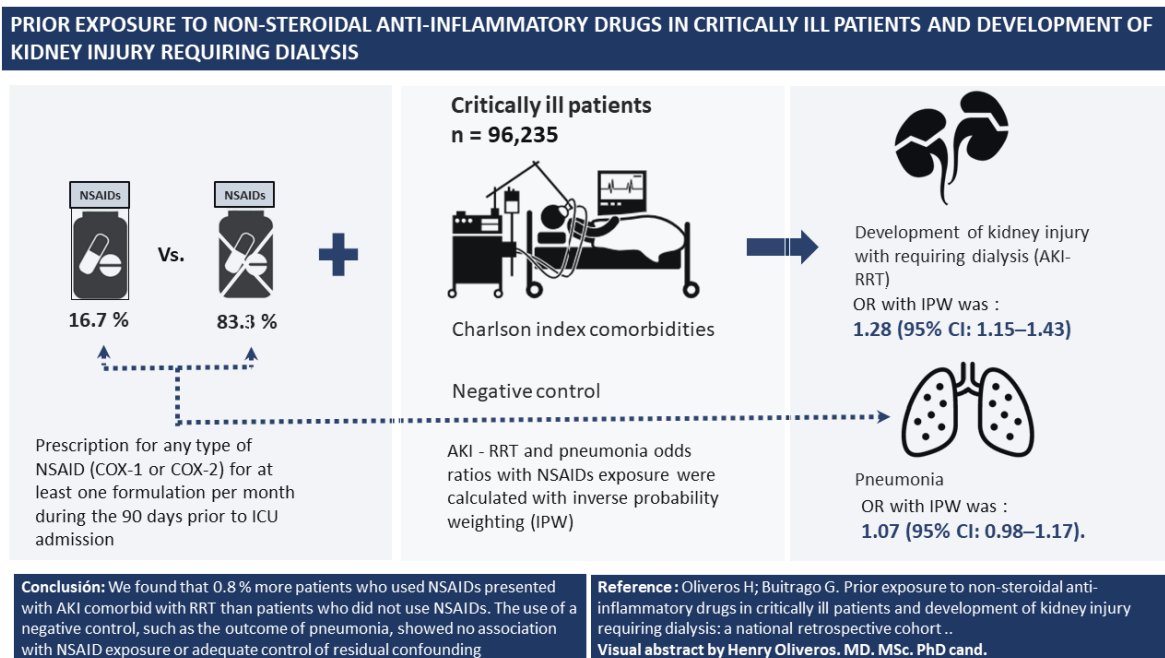 PRIOR EXPOSURE TO NON-STEROIDAL ANTI-INFLAMMATORY DRUGS IN CRITICALLY ILL PATIENTS AND DEVELOPMENT OF
KIDNEY INJURY REQUIRING DIALYSIS
NSAIDs
NSAIDs
Vs.
16.7 %
83.3 %
Prescription for any type of
NSAID (COX-1 or COX-2) for at
least one formulation per month
during the 90 days prior to ICU
admission
Critically ill patients
n = 96,235
Charlson index comorbidities
Negative control
AKI - RRT and pneumonia odds
ratios with NSAIDs exposure were
calculated with inverse probability
weighting (IPW)
Development of kidney injury
with requiring dialysis (AKI-
RRT)
OR with IPW was :
1.28 (95% CI: 1.15–1.43)
Pneumonia
OR with IPW was :
1.07 (95% CI: 0.98–1.17).
Conclusión: We found that 0.8 % more patients who used NSAIDs presented
with AKI comorbid with RRT than patients who did not use NSAIDs. The use of a
negative control, such as the outcome of pneumonia, showed no association
with NSAID exposure or adequate control of residual confounding
Reference : Oliveros H; Buitrago G. Prior exposure to non-steroidal anti-
inflammatory drugs in critically ill patients and development of kidney injury
requiring dialysis: a national retrospective cohort ..
Visual abstract by Henry Oliveros. MD. MSc. PhD cand.